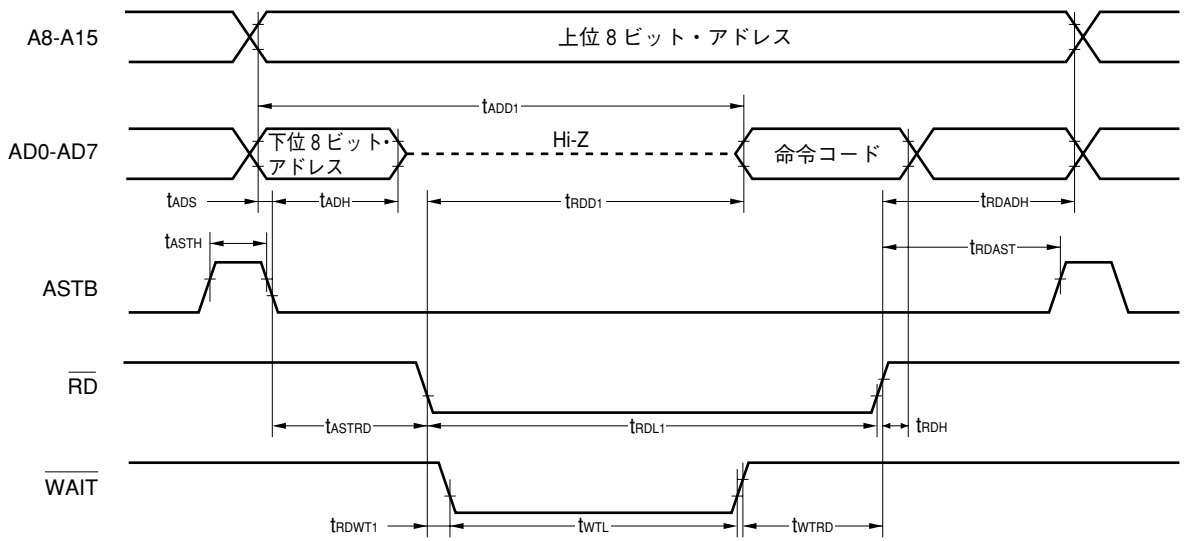 A8-A15
上位 8 ビット・アドレス
tADD1
AD0-AD7
下位 8 ビット・
アドレス
Hi-Z
命令コード
tADS
tADH
tRDD1
tRDADH
tASTH
tRDAST
ASTB
RD
tASTRD
tRDL1
tRDH
WAIT
tRDWT1
tWTL
tWTRD